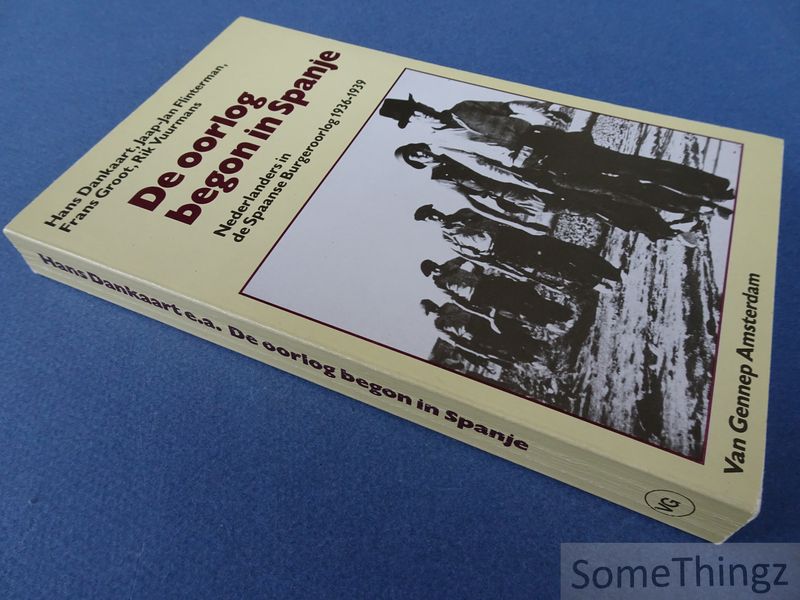 Hans Dankaart, Jaap-Jan Flinterman,
Frans Groot, Rik Vuurmans
De oorlog
begon in Spanje
Nederlanders in
de Spaanse Burgeroorlog 1936-1939
Van Gennep Amsterdam
Hans Dankaart e.a. De oorlog begon in Spanje
VG
SomeThingz